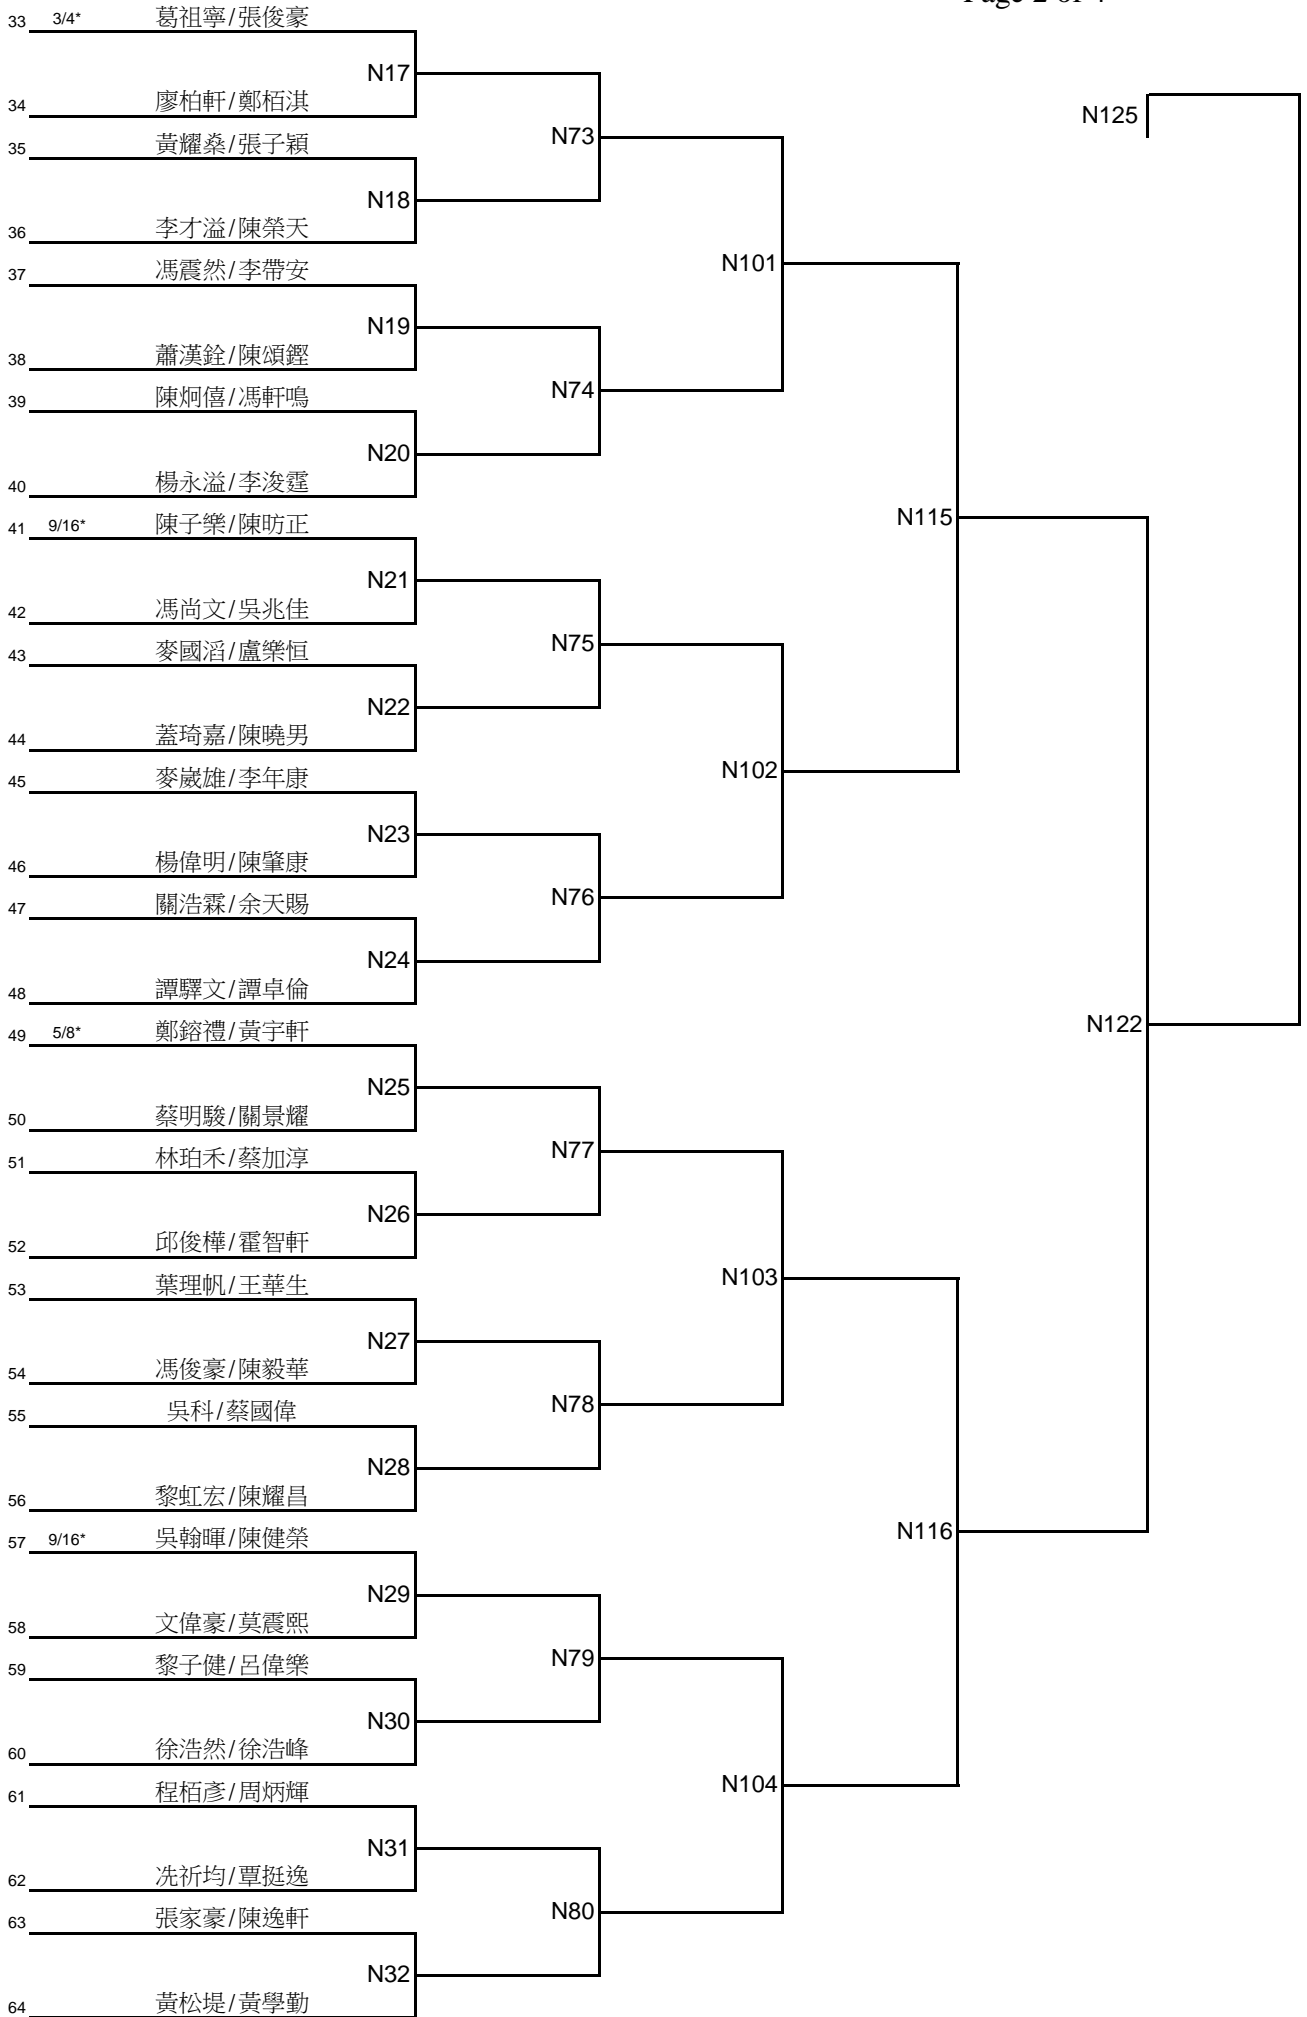 33 3/4* 葛祖寧/張俊豪
N17
34 廖柏軒/鄭栢淇
N73
N125
35 黃耀燊/張子穎
N18
36 李才溢/陳榮天
37 馮震然/李帶安
N101
N19
38 蕭漢銓/陳頌鏗
N74
39 陳炯僖/馮軒鳴
N20
40 楊永溢/李浚霆
41 9/16* 陳子樂/陳昉正
N115
N21
42 馮尚文/吳兆佳
N75
43 麥國滔/盧樂恒
N22
44 蓋琦嘉/陳曉男
45 麥崴雄/李年康
N102
N23
46 楊偉明/陳肇康
N76
47 關浩霖/余天賜
N24
48 譚驛文/譚卓倫
49 5/8* 鄭鎔禮/黃宇軒
N122
N25
50 蔡明駿/關景耀
N77
51 林珀禾/蔡加淳
N26
52 邱俊樺/霍智軒
53 葉理帆/王華生
N103
N27
54 馮俊豪/陳毅華
N78
55 吳科/蔡國偉
N28
56 黎虹宏/陳耀昌
57 9/16* 吳翰暉/陳健榮
N116
N29
58 文偉豪/莫震熙
N79
59 黎子健/呂偉樂
N30
60 徐浩然/徐浩峰
61 程栢彥/周炳輝
N104
N31
62 冼祈均/覃挺逸
N80
63 張家豪/陳逸軒
N32
64 黃松堤/黃學勤